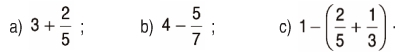 a) 3 + 2/5 ; b) 4 − 5/7 ; c) 1 − (2/5 + 1/3) .